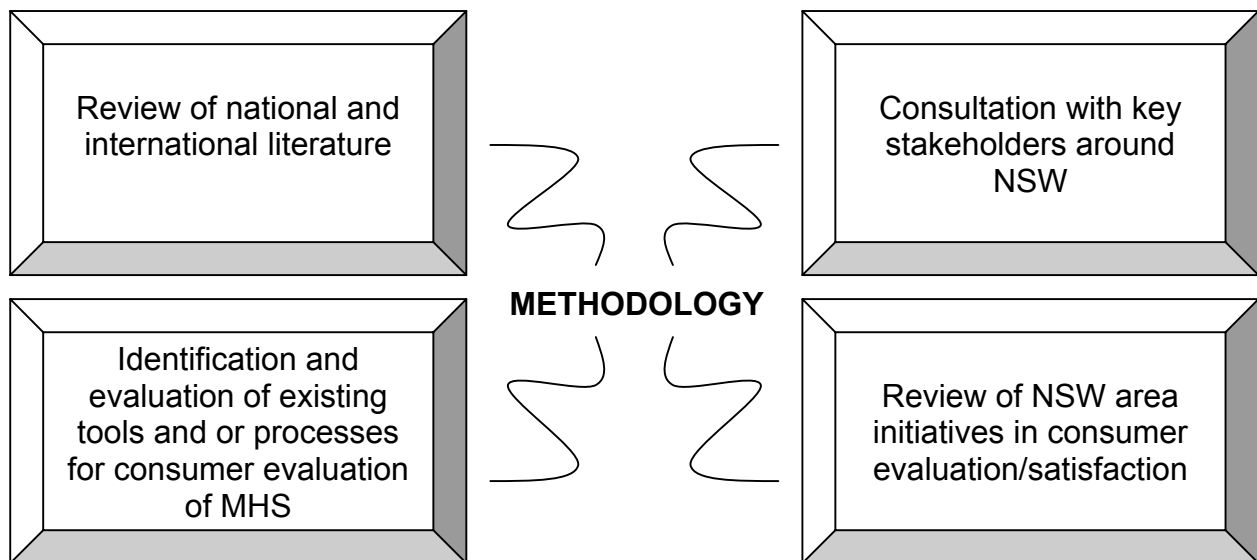 Review of national and
international literature
Consultation with key
stakeholders around
NSW
METHODOLOGY
Identification and
evaluation of existing
tools and or processes
for consumer evaluation
of MHS
Review of NSW area
initiatives in consumer
evaluation/satisfaction